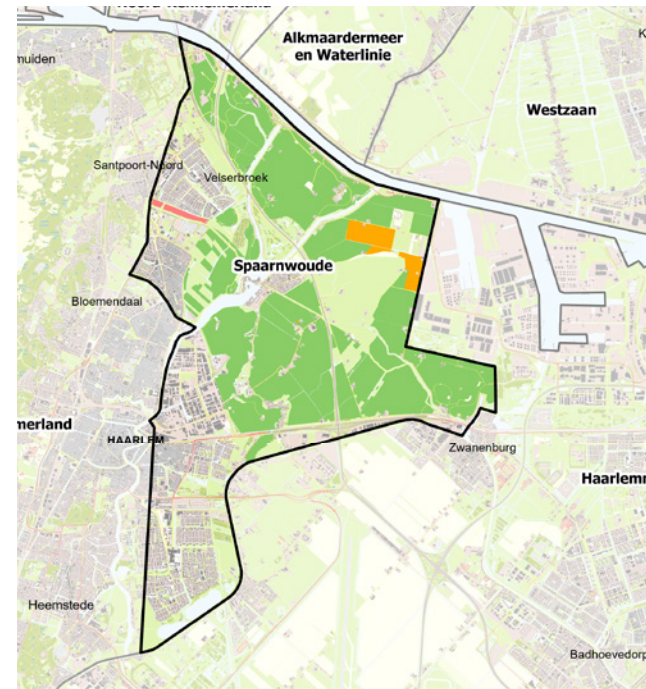 Alkmaardermeer
en Waterlinie
muiden
Westzaan
Santpoort-Noord
Velserbroek
Spaarnwoude
Bloemendaal
merland
HAARLEM
Zwanenburg
Haarlemm
Heemstede
Badhoevedorp